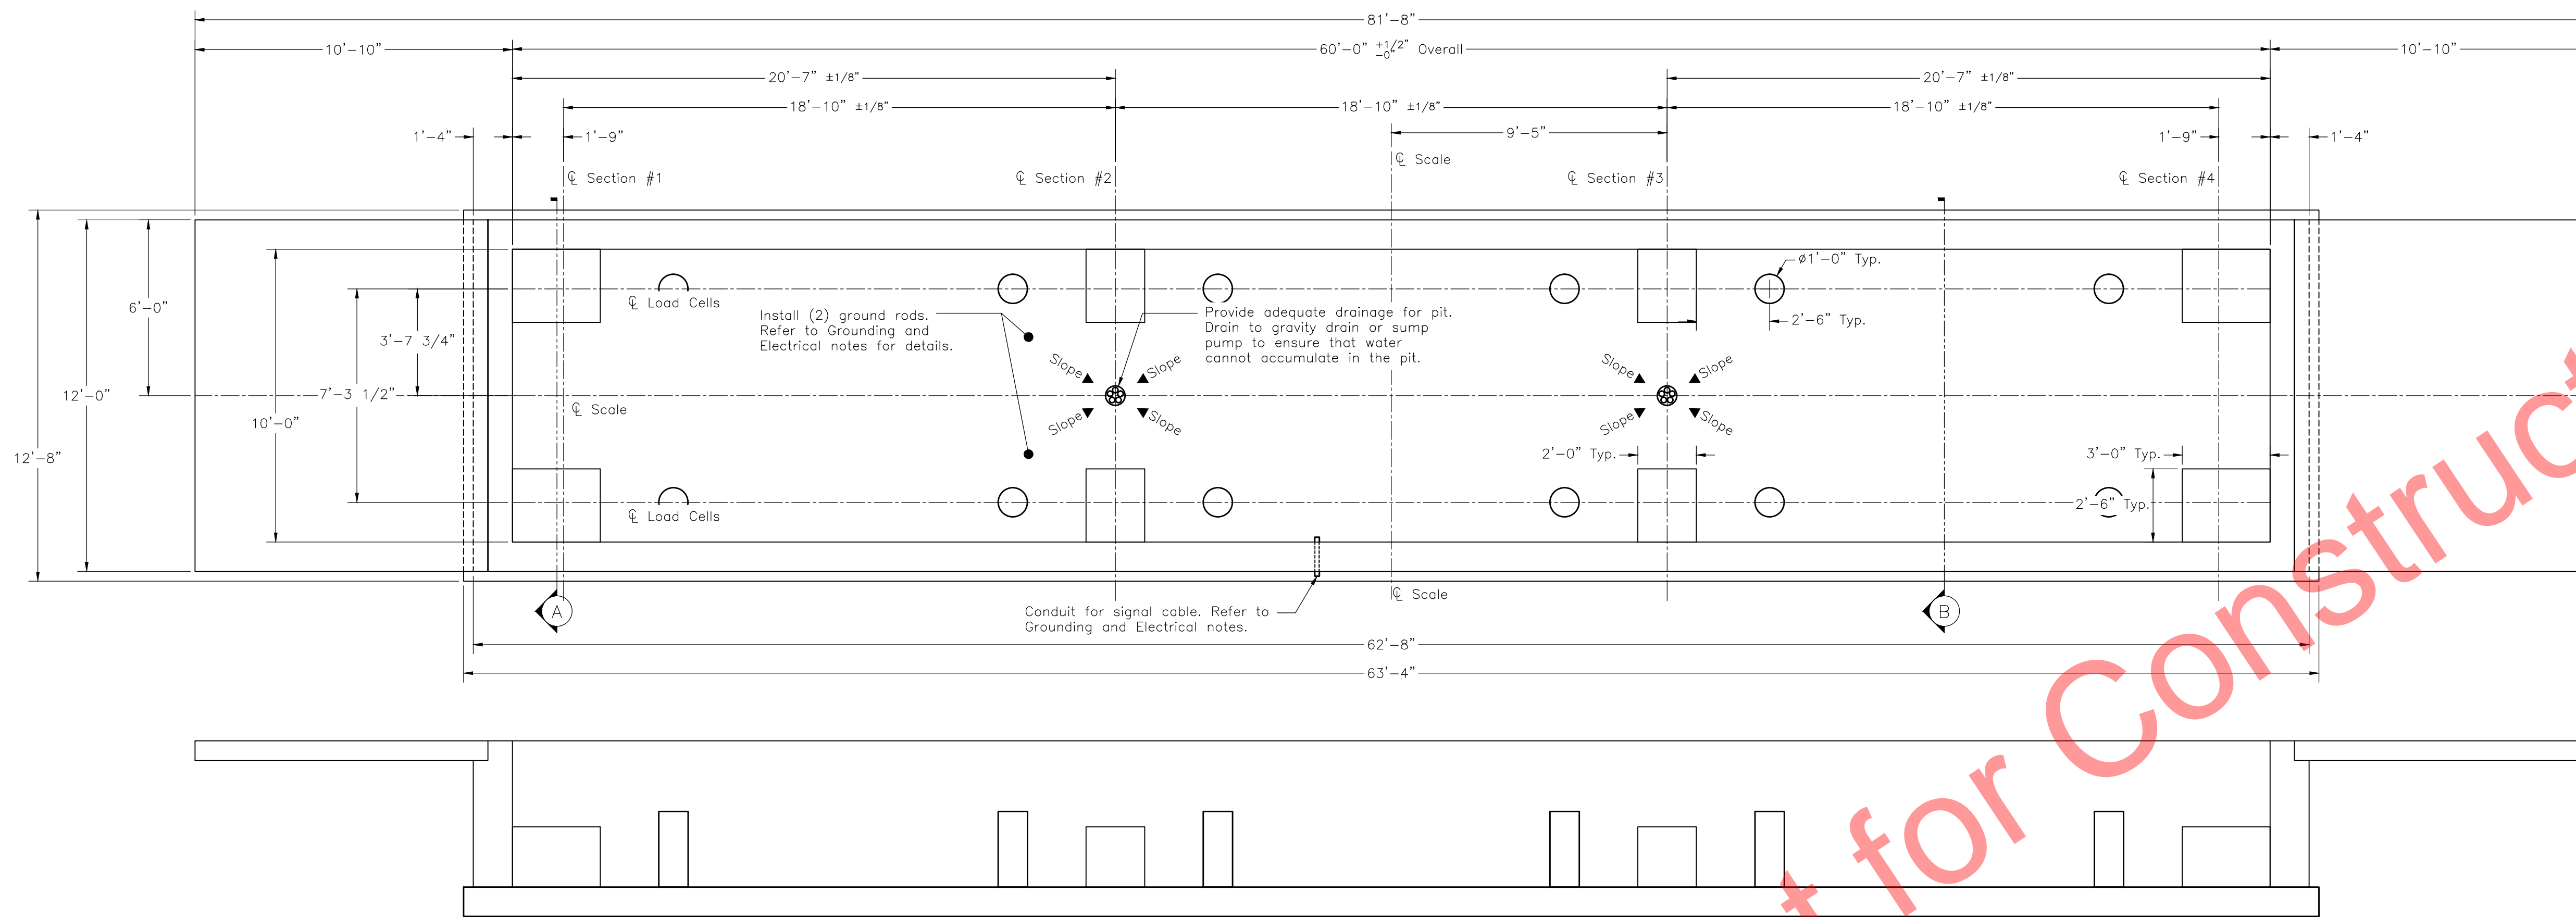 81'-8"
10'-10"
60'-0" +1/2" -0" Overall
10'-10"
20'-7" ±1/8"
20'-7" ±1/8"
18'-10" ±1/8"
18'-10" ±1/8"
18'-10" ±1/8"
1'-4"
1'-9"
9'-5"
1'-9"
1'-4"
℄ Scale
℄ Section #1
℄ Section #2
℄ Section #3
℄ Section #4
ø1'-0" Typ.
℄ Load Cells
6'-0"
Install (2) ground rods.
Refer to Grounding and
Electrical notes for details.
Provide adequate drainage for pit.
Drain to gravity drain or sump
pump to ensure that water
cannot accumulate in the pit.
2'-6" Typ.
3'-7 3/4"
Slope
Slope
Slope
Slope
12'-0"
7'-3 1/2"
℄ Scale
10'-0"
Slope
Slope
Slope
Slope
12'-8"
2'-0" Typ.
3'-0" Typ.
2'-6" Typ.
℄ Load Cells
℄ Scale
A
B
Conduit for signal cable. Refer to
Grounding and Electrical notes.
62'-8"
63'-4"
t for Construct